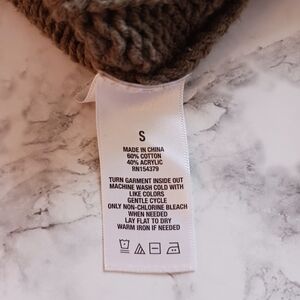 S
MADE IN CHINA
60% COTTON
40% ACRYLIC
RN154379
TURN GARMENT INSIDE OUT
MACHINE WASH COLD WITH
LIKE COLORS
GENTLE CYCLE
ONLY NON-CHLORINE BLEACH
WHEN NEEDED
LAY FLAT TO DRY
WARM IRON IF NEEDED